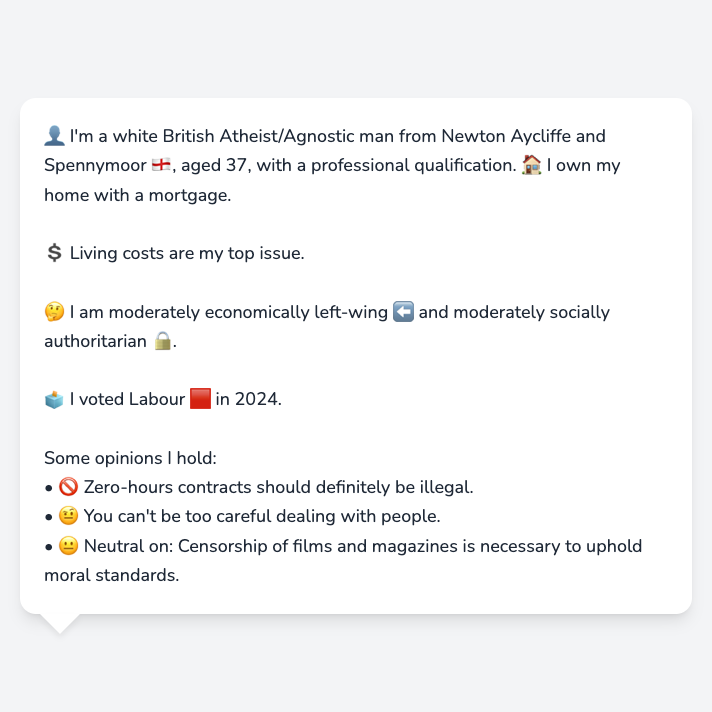 👤 I'm a white British Atheist/Agnostic man from Newton Aycliffe and
Spennymoor 🏴󠁧󠁢󠁥󠁮󠁧󠁿, aged 37, with a professional qualification. 🏠 I own my
home with a mortgage.
💲 Living costs are my top issue.
🤔 I am moderately economically left-wing ⬅️ and moderately socially
authoritarian 🔒.
🗳️ I voted Labour 🟥 in 2024.
Some opinions I hold:
• 🚫 Zero-hours contracts should definitely be illegal.
• 🤨 You can't be too careful dealing with people.
• 😐 Neutral on: Censorship of films and magazines is necessary to uphold
moral standards.